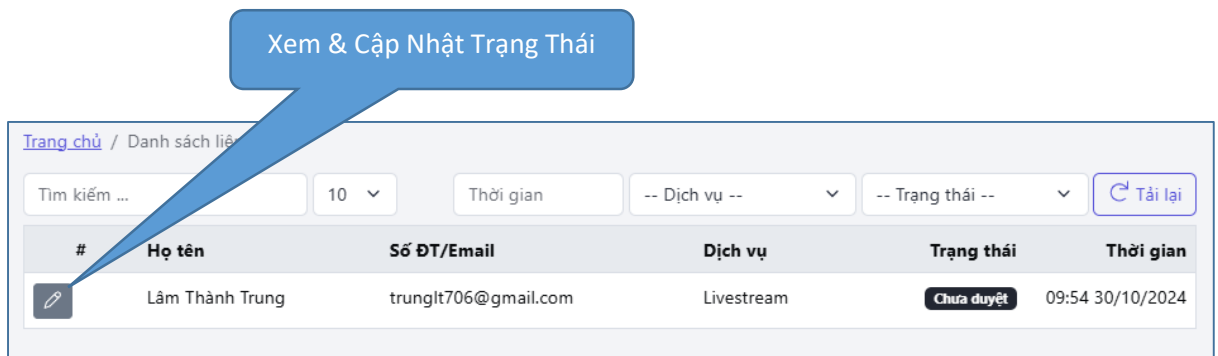 Xem & Cập Nhật Trạng Thái
Trang chủ / Danh sách
Tìm kiếm ... 10 Thời gian -- Dịch vụ -- -- Trạng thái -- Tải lại
# Họ tên Số ĐT/Email Dịch vụ Trạng thái Thời gian
Lâm Thành Trung trunglt706@gmail.com Livestream Chưa duyệt 09:54 30/10/2024